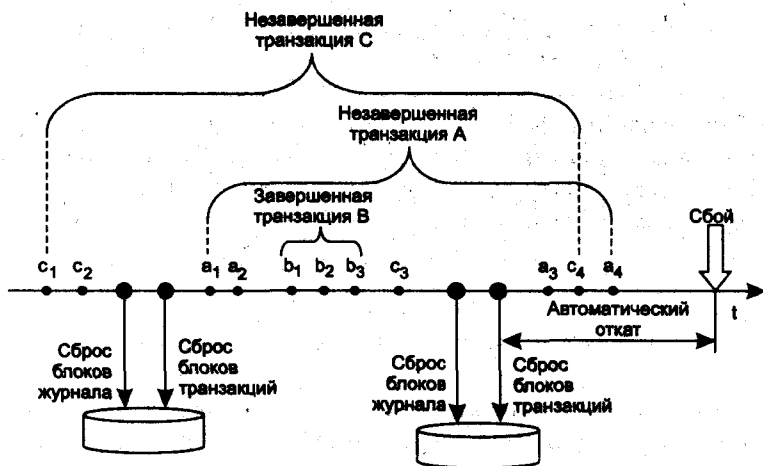 Незавершенная
транзакция С
Незавершенная
транзакция А
Завершенная
транзакция В
Сбой
c1 c2 a1 a2 b1 b2 b3 c3 a3 c4 a4
Автоматический
откат
t
Сброс
блоков
журнала
Сброс
блоков
транзакций
Сброс
блоков
журнала
Сброс
блоков
транзакций